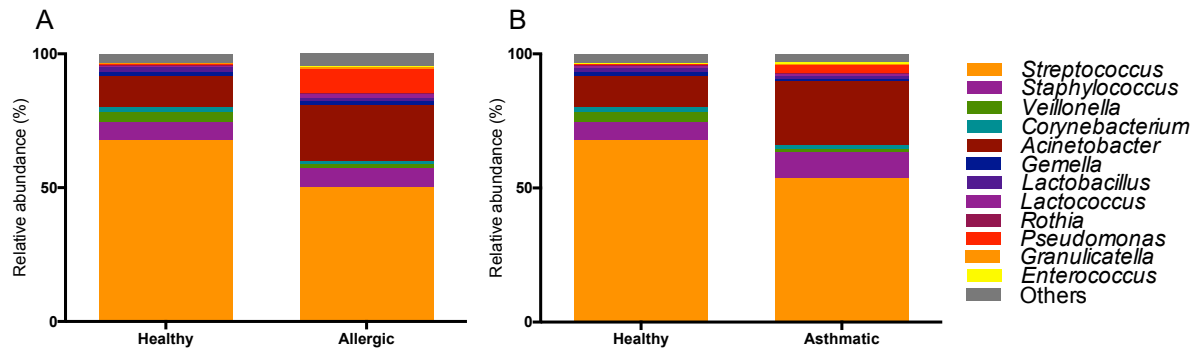 A
Relative abundance (%)
100
50
0
Healthy
Allergic
B
Relative abundance (%)
100
50
0
Healthy
Asthmatic
Streptococcus
Staphylococcus
Veillonella
Corynebacterium
Acinetobacter
Gemella
Lactobacillus
Lactococcus
Rothia
Pseudomonas
Granulicatella
Enterococcus
Others